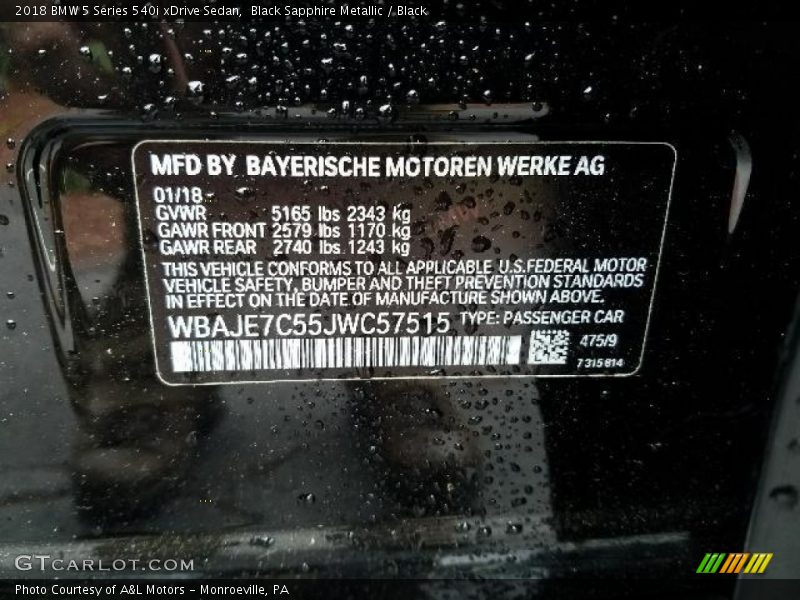 2018 BMW 5 Series 540i xDrive Sedan,  Black Sapphire Metallic / Black
MFD BY BAYERISCHE MOTOREN WERKE AG
01/18
GVWR 5165 lbs 2343 kg
GAWR FRONT 2579 lbs 1170 kg
GAWR REAR 2740 lbs 1243 kg
THIS VEHICLE CONFORMS TO ALL APPLICABLE U.S.FEDERAL MOTOR
VEHICLE SAFETY, BUMPER AND THEFT PREVENTION STANDARDS
IN EFFECT ON THE DATE OF MANUFACTURE SHOWN ABOVE.
WBAJE7C55JWC57515 TYPE: PASSENGER CAR
475/9
7315814
GTCARLOT.COM
Photo Courtesy of A&L Motors - Monroeville, PA